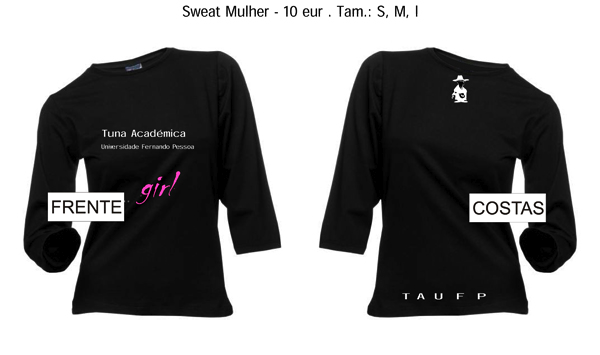 Sweat Mulher - 10 eur . Tam.: S, M, l
Tuna Académica
Universidade Fernando Pessoa
. girl
FRENTE
COSTAS
T A U F P